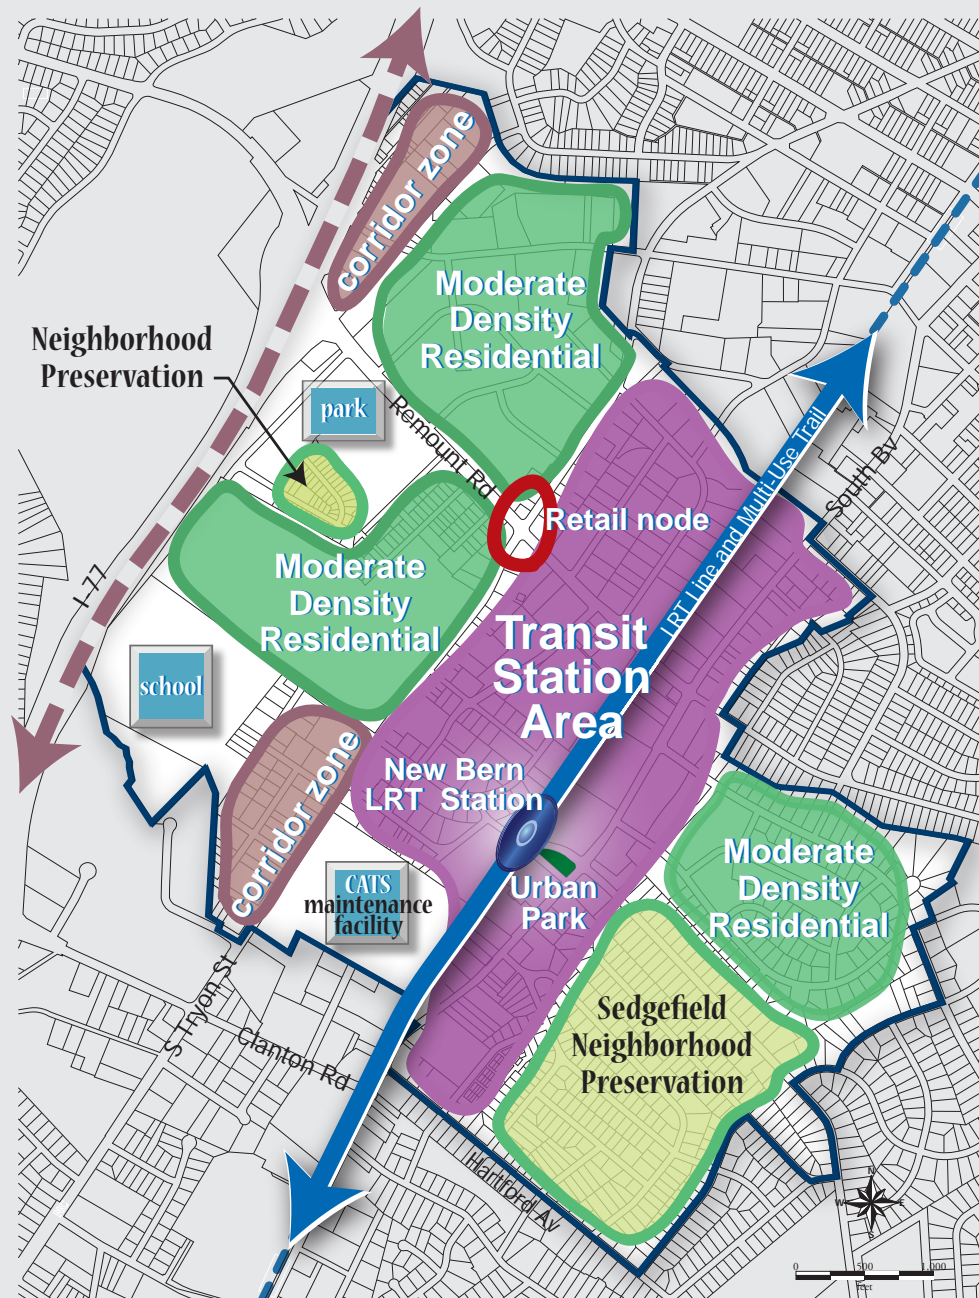 corridor zone
Moderate
Density
Residential
Neighborhood
Preservation
park
Remount Rd
LRT Line and Multi-Use Trail
South Bv
Retail node
I-77
Moderate
Density
Residential
Transit
Station
Area
school
corridor zone
New Bern
LRT Station
Moderate
Density
Residential
CATS
maintenance
facility
Urban
Park
S Tryon St
Clanton Rd
Sedgefield
Neighborhood
Preservation
Hartford Av
N
W E
S
0 500 1,000
feet